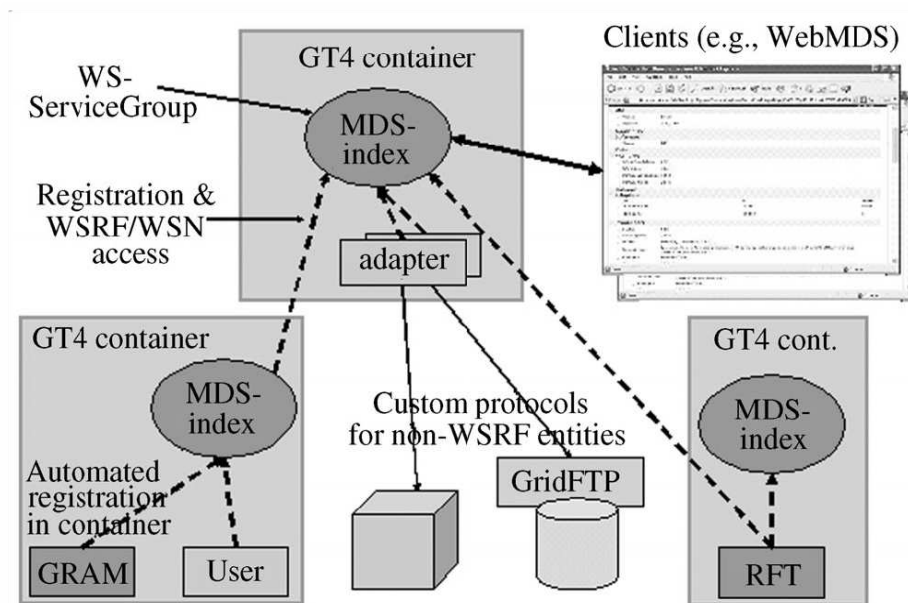 GT4 container
Clients (e.g., WebMDS)
WS-
ServiceGroup
MDS-
index
Registration &
WSRF/WSN
access
adapter
GT4 container
GT4 cont.
MDS-
index
MDS-
index
Custom protocols
for non-WSRF entities
Automated
registration
in container
GridFTP
GRAM
User
RFT